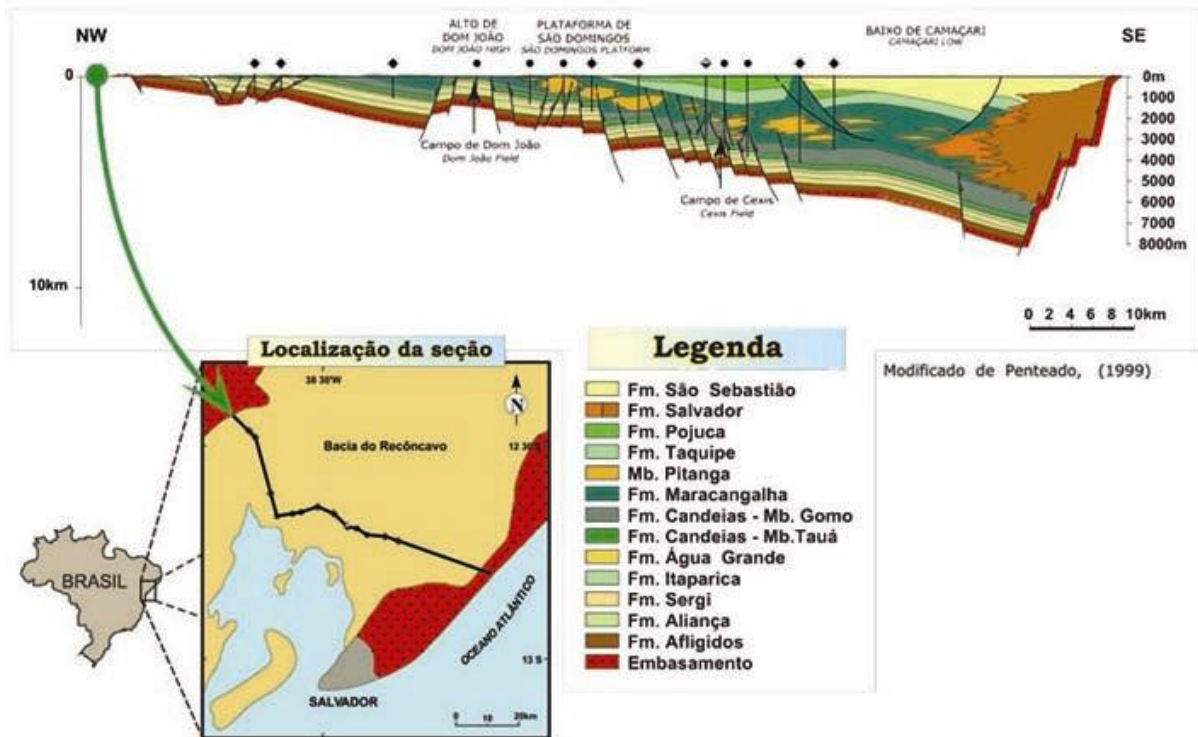 NW
ALTO DE
DOM JOÃO
DOM JOÃO HIGH
PLATAFORMA DE
SÃO DOMINGOS
SÃO DOMINGOS PLATFORM
BAIXO DE CAMAÇARI
CAMAÇARI LOW
SE
0
0m
1000
2000
3000
4000
5000
6000
7000
8000m
Campo de Dom João
Dom João Field
Campo de Cexis
Cexis Field
10km
0 2 4 6 8 10km
Localização da seção
38 30'W
N
Bacia do Recôncavo
12 30'S
BRASIL
OCEANO ATLÂNTICO
13 S
SALVADOR
0 10 20km
Legenda
Fm. São Sebastião
Fm. Salvador
Fm. Pojuca
Fm. Taquipe
Mb. Pitanga
Fm. Maracangalha
Fm. Candeias - Mb. Gomo
Fm. Candeias - Mb.Tauá
Fm. Água Grande
Fm. Itaparica
Fm. Sergi
Fm. Aliança
Fm. Afligidos
Embasamento
Modificado de Penteado, (1999)